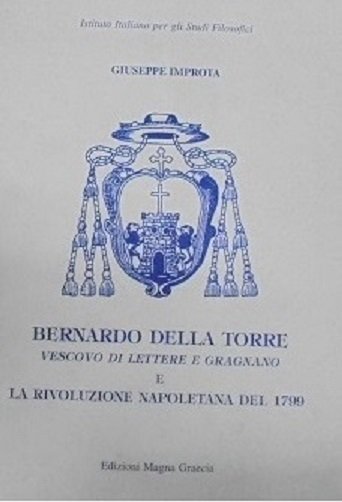 Istituto Italiano per gli Studi Filosofici
GIUSEPPE IMPROTA
BERNARDO DELLA TORRE
VESCOVO DI LETTERE E GRAGNANO
E
LA RIVOLUZIONE NAPOLETANA DEL 1799
Edizioni Magna Graecia